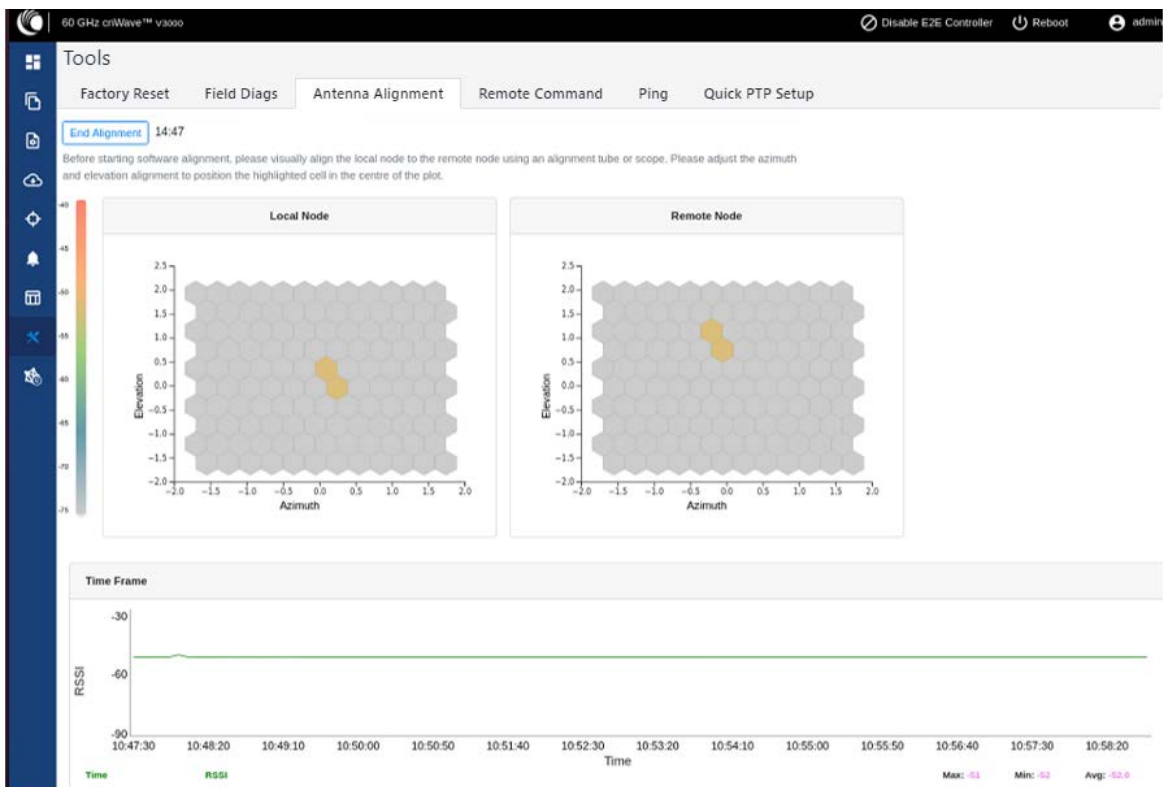 60 GHz cnWave™ V3000
Disable E2E Controller
Reboot
admin
Tools
Factory Reset
Field Diags
Antenna Alignment
Remote Command
Ping
Quick PTP Setup
End Alignment 14:47
Before starting software alignment, please visually align the local node to the remote node using an alignment tube or scope. Please adjust the azimuth
and elevation alignment to position the highlighted cell in the centre of the plot.
-40
-45
-50
-55
-60
-65
-70
-75
Local Node
Elevation
2.5
2.0
1.5
1.0
0.5
0.0
-0.5
-1.0
-1.5
-2.0
-2.0 -1.5 -1.0 -0.5 0.0 0.5 1.0 1.5 2.0
Azimuth
Remote Node
Elevation
2.5
2.0
1.5
1.0
0.5
0.0
-0.5
-1.0
-1.5
-2.0
-2.0 -1.5 -1.0 -0.5 0.0 0.5 1.0 1.5 2.0
Azimuth
Time Frame
RSSI
-30
-60
-90
10:47:30 10:48:20 10:49:10 10:50:00 10:50:50 10:51:40 10:52:30 10:53:20 10:54:10 10:55:00 10:55:50 10:56:40 10:57:30 10:58:20
Time
Time RSSI Max: -51 Min: -52 Avg: -52.0